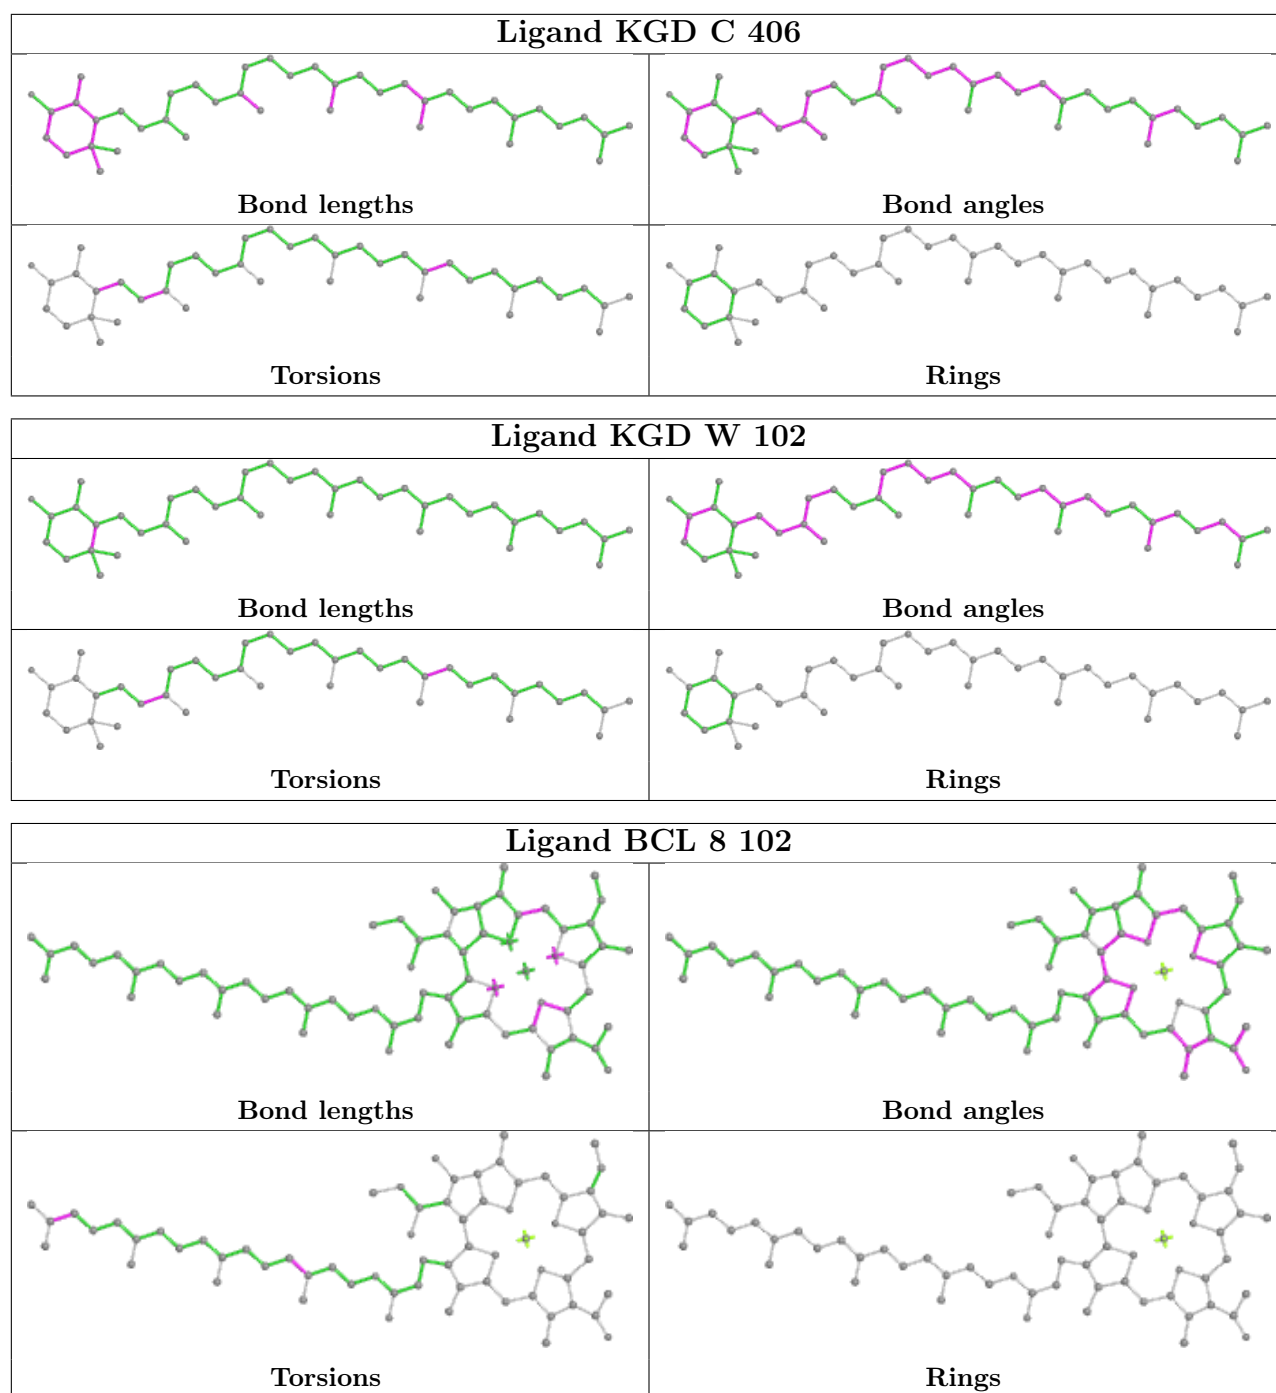 Ligand KGD C 406
Bond lengths
Bond angles
Torsions
Rings
Ligand KGD W 102
Bond lengths
Bond angles
Torsions
Rings
Ligand BCL 8 102
Bond lengths
Bond angles
Torsions
Rings